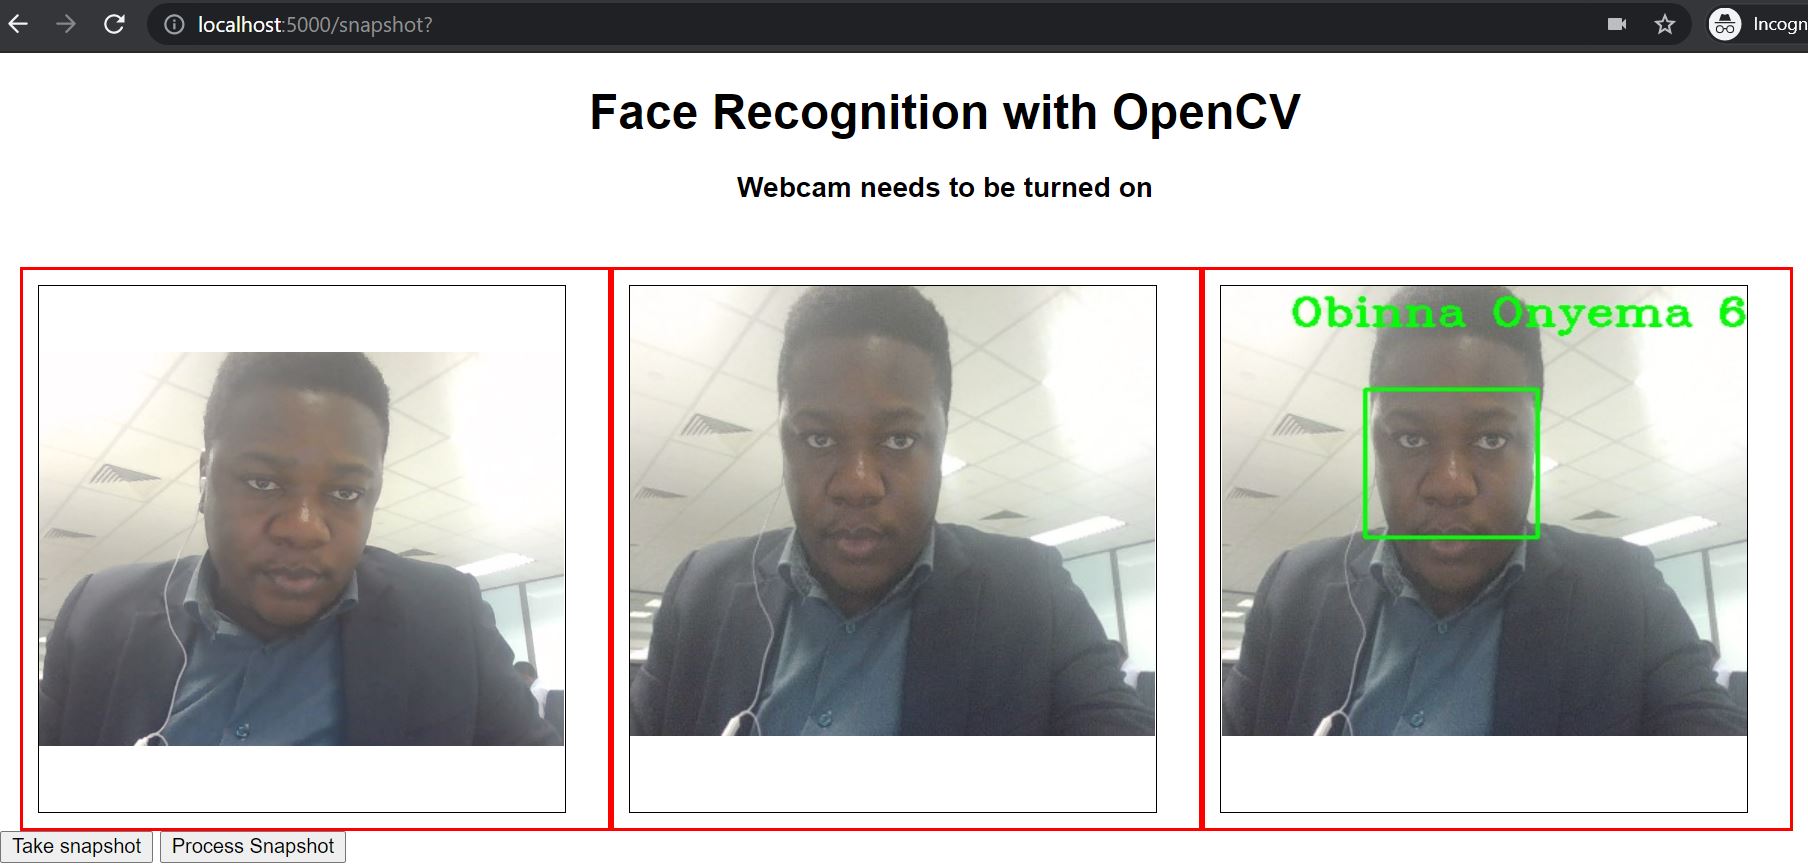 localhost:5000/snapshot?
Incogn
Face Recognition with OpenCV
Webcam needs to be turned on
Obinna Onyema 6
Take snapshot Process Snapshot